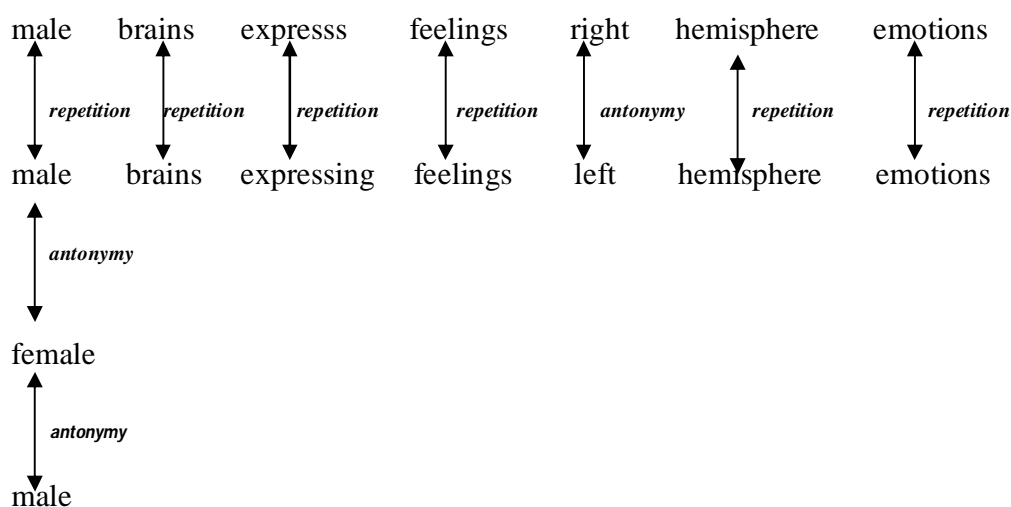 male brains expresss feelings right hemisphere emotions
repetition repetition repetition repetition antonymy repetition repetition
male brains expressing feelings left hemisphere emotions
antonymy
female
antonymy
male